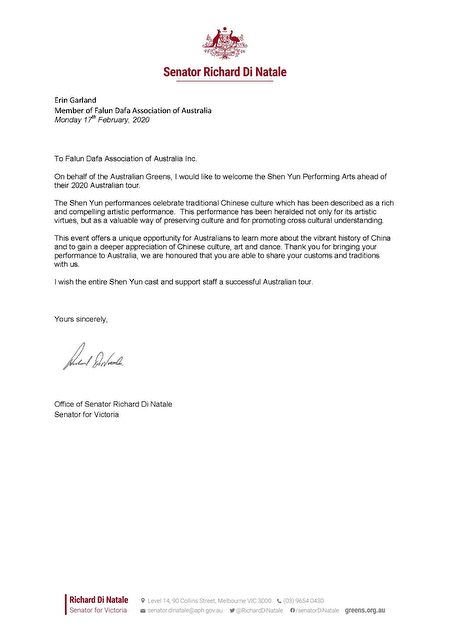 Senator Richard Di Natale
Erin Garland
Member of Falun Dafa Association of Australia
Monday 17th February, 2020
To Falun Dafa Association of Australia Inc.
On behalf of the Australian Greens, I would like to welcome the Shen Yun Performing Arts ahead of
their 2020 Australian tour.
The Shen Yun performances celebrate traditional Chinese culture which has been described as a rich
and compelling artistic performance. This performance has been heralded not only for its artistic
virtues, but as a valuable way of preserving culture and for promoting cross cultural understanding.
This event offers a unique opportunity for Australians to learn more about the vibrant history of China
and to gain a deeper appreciation of Chinese culture, art and dance. Thank you for bringing your
performance to Australia, we are honoured that you are able to share your customs and traditions
with us.
I wish the entire Shen Yun cast and support staff a successful Australian tour.
Yours sincerely,
Richard Di Natale
Office of Senator Richard Di Natale
Senator for Victoria
Richard Di Natale Level 14, 90 Collins Street, Melbourne VIC 3000 (03) 9654 0430
Senator for Victoria senator.dinatale@aph.gov.au @RichardDiNatale /senatorDiNatale greens.org.au